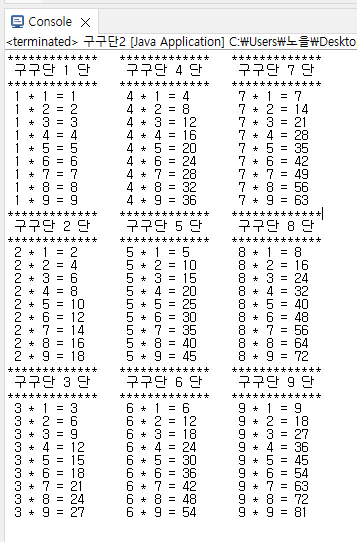 Console
<terminated> 구구단2 [Java Application] C:₩Users₩노을₩Deskto
************ ************ ************
구구단 1 단 구구단 4 단 구구단 7 단
************ ************ ************
1 * 1 = 1 4 * 1 = 4 7 * 1 = 7
1 * 2 = 2 4 * 2 = 8 7 * 2 = 14
1 * 3 = 3 4 * 3 = 12 7 * 3 = 21
1 * 4 = 4 4 * 4 = 16 7 * 4 = 28
1 * 5 = 5 4 * 5 = 20 7 * 5 = 35
1 * 6 = 6 4 * 6 = 24 7 * 6 = 42
1 * 7 = 7 4 * 7 = 28 7 * 7 = 49
1 * 8 = 8 4 * 8 = 32 7 * 8 = 56
1 * 9 = 9 4 * 9 = 36 7 * 9 = 63
************ ************ ************
구구단 2 단 구구단 5 단 구구단 8 단
************ ************ ************
2 * 1 = 2 5 * 1 = 5 8 * 1 = 8
2 * 2 = 4 5 * 2 = 10 8 * 2 = 16
2 * 3 = 6 5 * 3 = 15 8 * 3 = 24
2 * 4 = 8 5 * 4 = 20 8 * 4 = 32
2 * 5 = 10 5 * 5 = 25 8 * 5 = 40
2 * 6 = 12 5 * 6 = 30 8 * 6 = 48
2 * 7 = 14 5 * 7 = 35 8 * 7 = 56
2 * 8 = 16 5 * 8 = 40 8 * 8 = 64
2 * 9 = 18 5 * 9 = 45 8 * 9 = 72
************ ************ ************
구구단 3 단 구구단 6 단 구구단 9 단
************ ************ ************
3 * 1 = 3 6 * 1 = 6 9 * 1 = 9
3 * 2 = 6 6 * 2 = 12 9 * 2 = 18
3 * 3 = 9 6 * 3 = 18 9 * 3 = 27
3 * 4 = 12 6 * 4 = 24 9 * 4 = 36
3 * 5 = 15 6 * 5 = 30 9 * 5 = 45
3 * 6 = 18 6 * 6 = 36 9 * 6 = 54
3 * 7 = 21 6 * 7 = 42 9 * 7 = 63
3 * 8 = 24 6 * 8 = 48 9 * 8 = 72
3 * 9 = 27 6 * 9 = 54 9 * 9 = 81